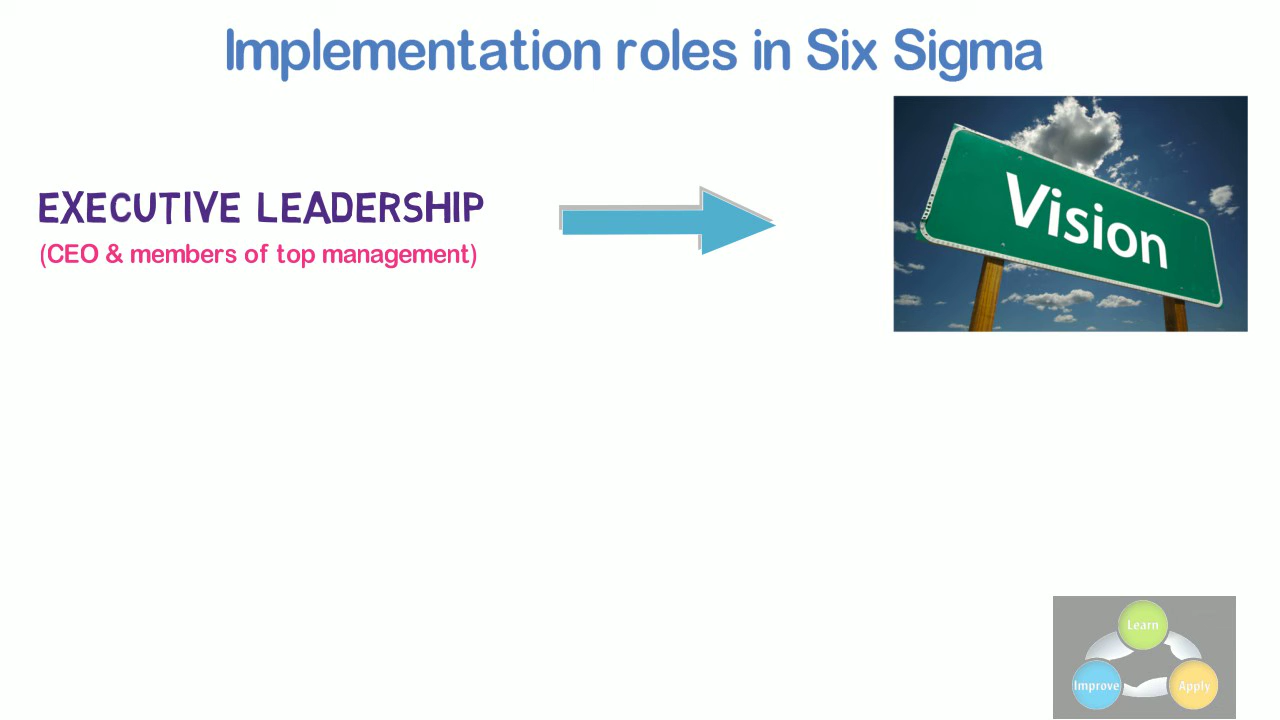 Implementation roles in Six Sigma
EXECUTIVE LEADERSHIP
(CEO & members of top management)
Vision
Learn
Improve
Apply